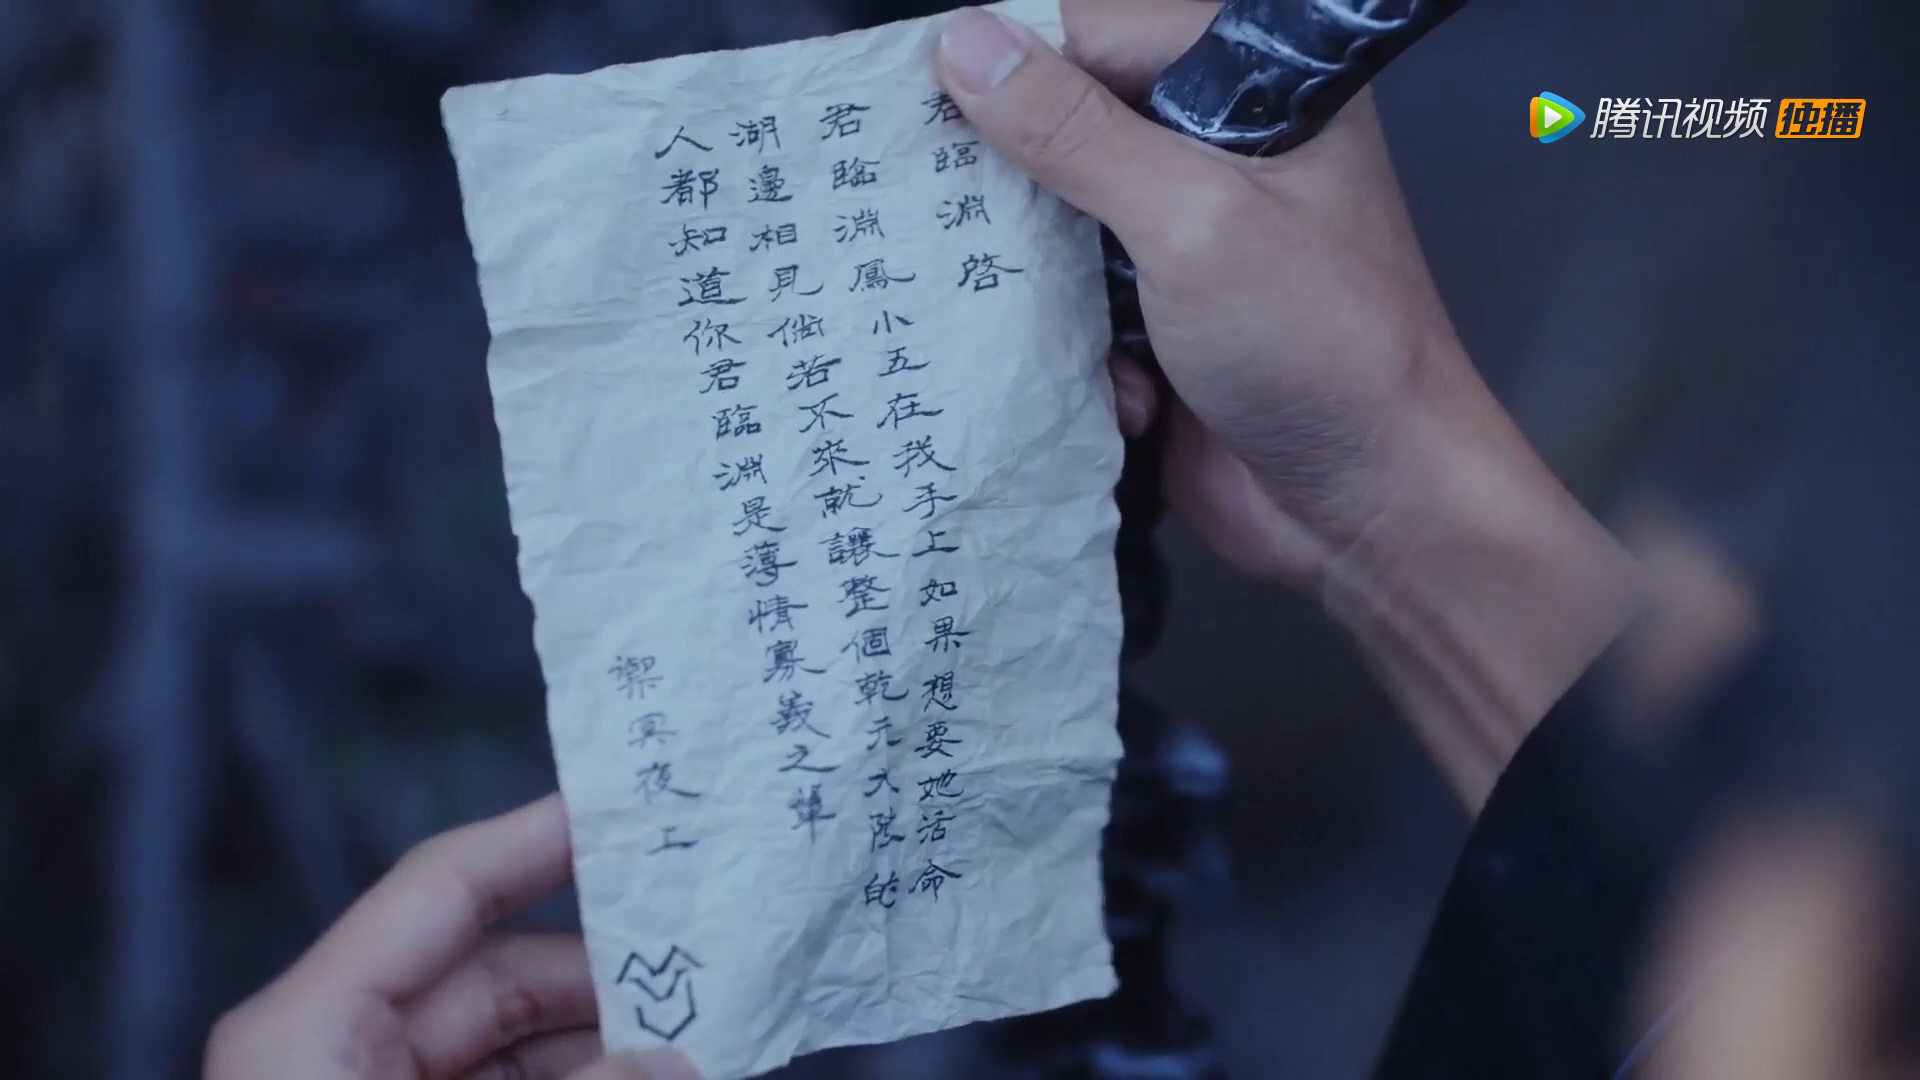 君臨淵啓
君臨淵鳳小五在我手上如果想要她活命
湖邊相見倘若不來就讓整個乾元大陸的
人都知道你君臨淵是薄情寡義之輩
禦冥夜上
腾讯视频 独播